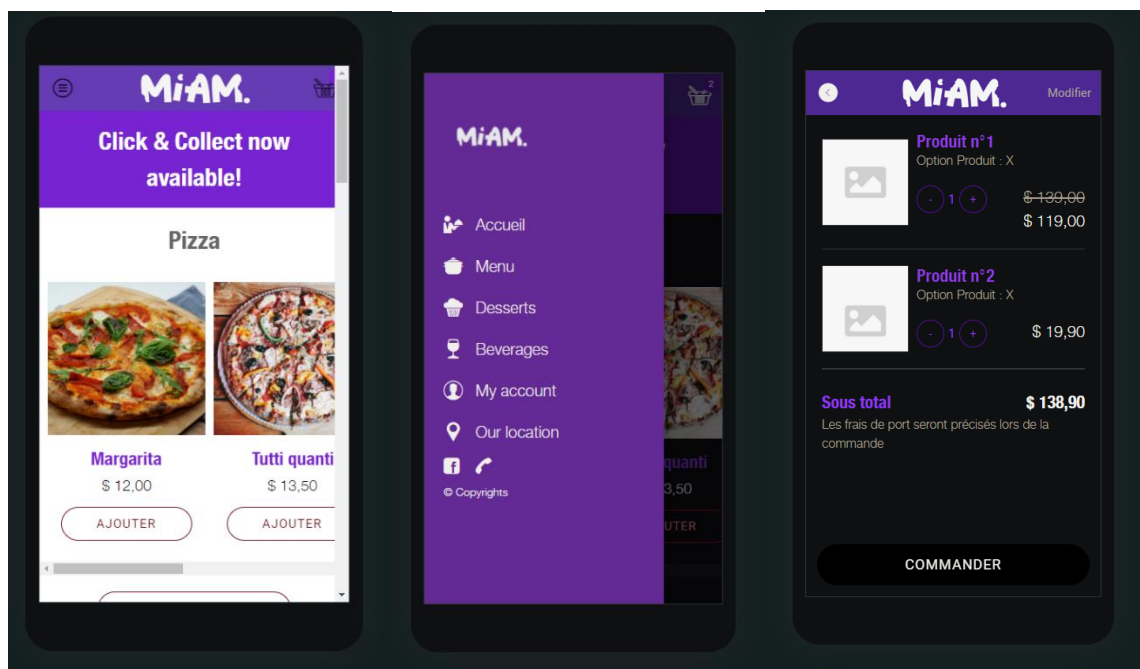 MiAM.
Click & Collect now
available!
Pizza
Margarita
Tutti quanti
$ 12,00
$ 13,50
AJOUTER
AJOUTER
2
MiAM.
Accueil
Menu
Desserts
Beverages
My account
Our location
© Copyrights
quanti
3,50
UTER
MiAM.
Modifier
Produit n°1
Option Produit : X
- 1 +
$ 139,00
$ 119,00
Produit n°2
Option Produit : X
- 1 +
$ 19,90
Sous total
$ 138,90
Les frais de port seront précisés lors de la
commande
COMMANDER